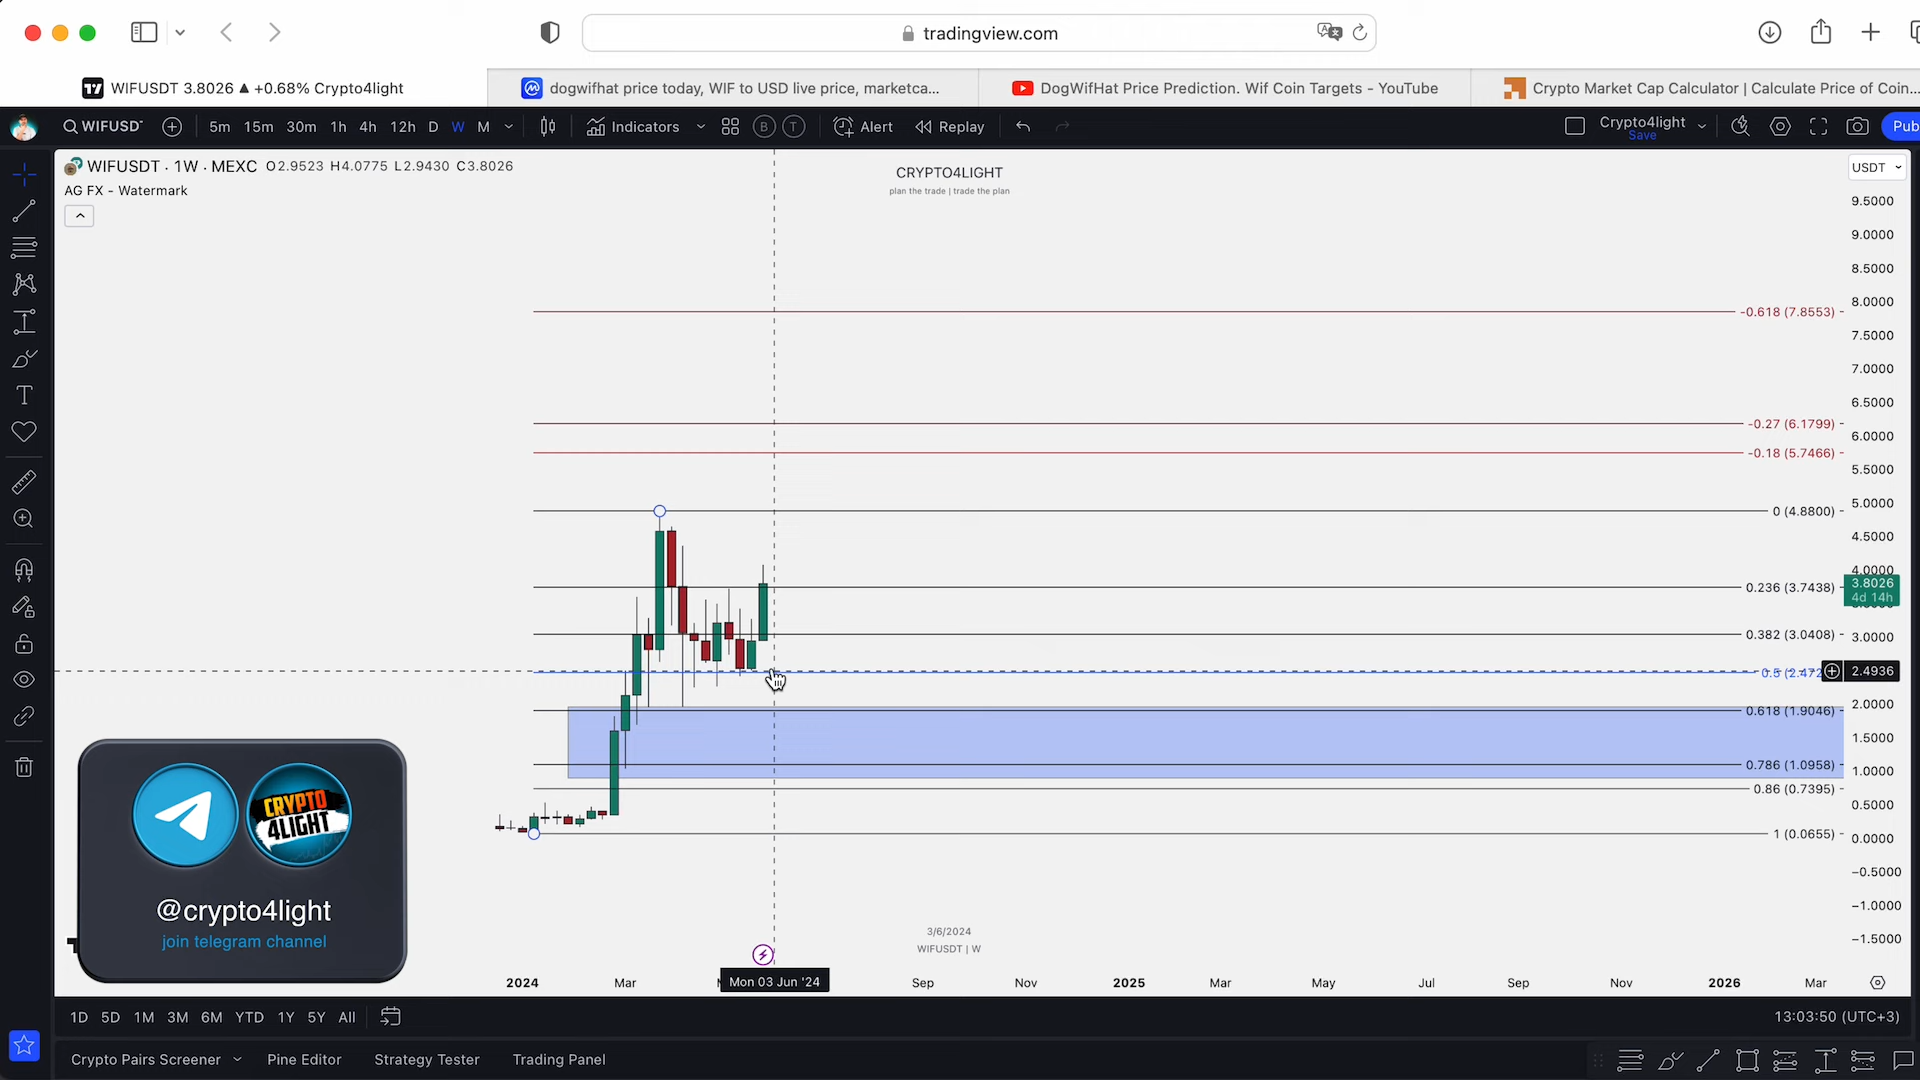 tradingview.com
WIFUSDT 3.8026 ▲ +0.68% Crypto4light
dogwifhat price today, WIF to USD live price, marketca...
DogWifHat Price Prediction. Wif Coin Targets - YouTube
Crypto Market Cap Calculator | Calculate Price of Coin...
WIFUSDT
5m 15m 30m 1h 4h 12h D W M
Indicators
B T
Alert
Replay
Crypto4light
Save
Pub
WIFUSDT · 1W · MEXC O2.9523 H4.0775 L2.9430 C3.8026
AG FX - Watermark
CRYPTO4LIGHT
plan the trade | trade the plan
USDT
9.5000
9.0000
8.5000
8.0000
-0.618 (7.8553)
7.5000
7.0000
6.5000
-0.27 (6.1799)
6.0000
-0.18 (5.7466)
5.5000
5.0000
0 (4.8800)
4.5000
4.0000
3.8026
4d 14h
0.236 (3.7438)
0.382 (3.0408)
3.0000
0.5 (2.472
2.4936
2.0000
0.618 (1.9046)
1.5000
0.786 (1.0958)
1.0000
0.86 (0.7395)
0.5000
1 (0.0655)
0.0000
−0.5000
−1.0000
−1.5000
CRYPTO
4LIGHT
@crypto4light
join telegram channel
3/6/2024
WIFUSDT | W
2024 Mar Mon 03 Jun '24 Sep Nov 2025 Mar May Jul Sep Nov 2026 Mar
1D 5D 1M 3M 6M YTD 1Y 5Y All
13:03:50 (UTC+3)
Crypto Pairs Screener Pine Editor Strategy Tester Trading Panel